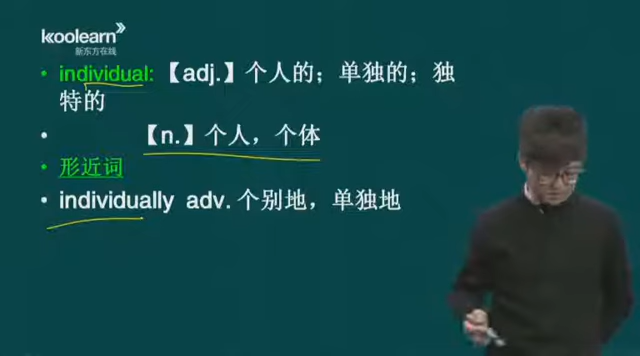 koolearn
新东方在线
• individual:【adj.】个人的；单独的；独
特的
• 【n.】个人，个体
• 形近词
• individually adv. 个别地，单独地